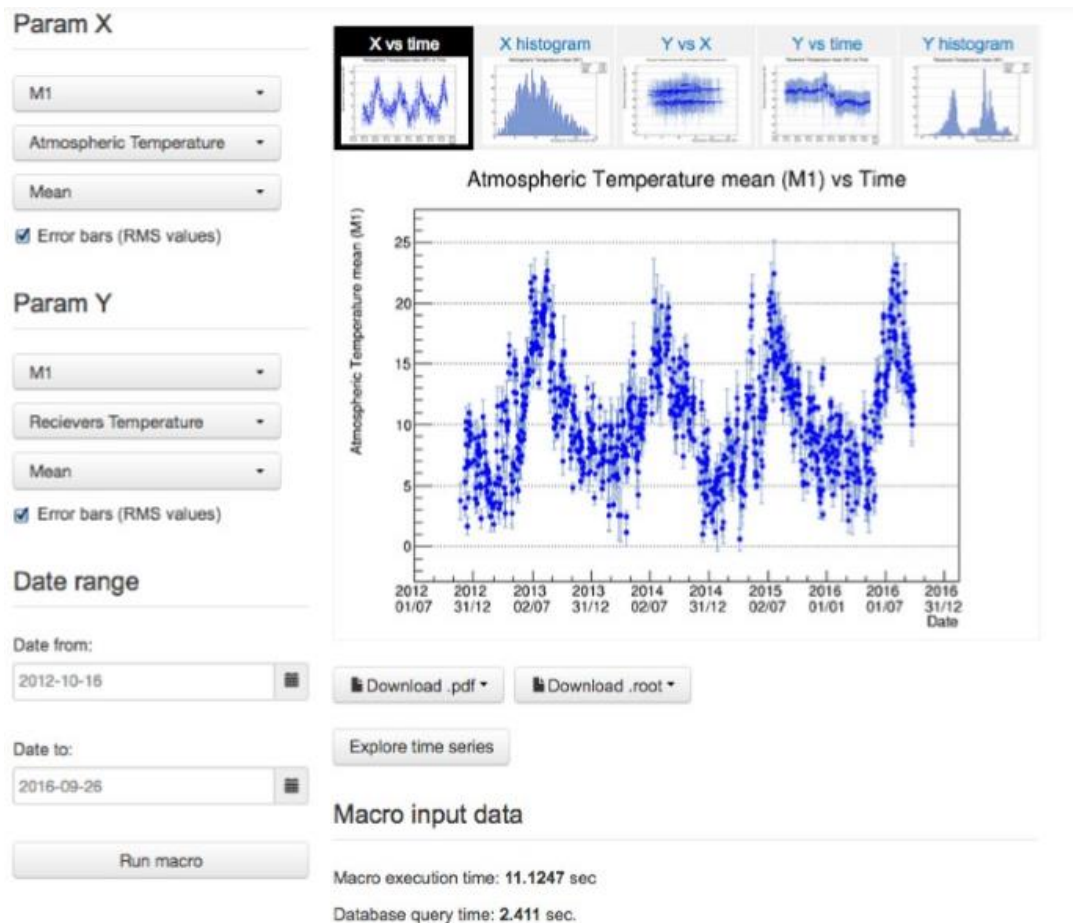 Param X
M1
Atmospheric Temperature
Mean
Error bars (RMS values)
Param Y
M1
Recievers Temperature
Mean
Error bars (RMS values)
Date range
Date from:
2012-10-16
Date to:
2016-09-26
Run macro
X vs time X histogram Y vs X Y vs time Y histogram
Atmospheric Temperature mean (M1) vs Time
Atmospheric Temperature mean (M1)
25
20
15
10
5
0
2012 2012 2013 2013 2014 2014 2015 2016 2016 2016
01/07 31/12 02/07 31/12 02/07 31/12 02/07 01/01 01/07 31/12
Date
Download .pdf Download .root
Explore time series
Macro input data
Macro execution time: 11.1247 sec
Database query time: 2.411 sec.